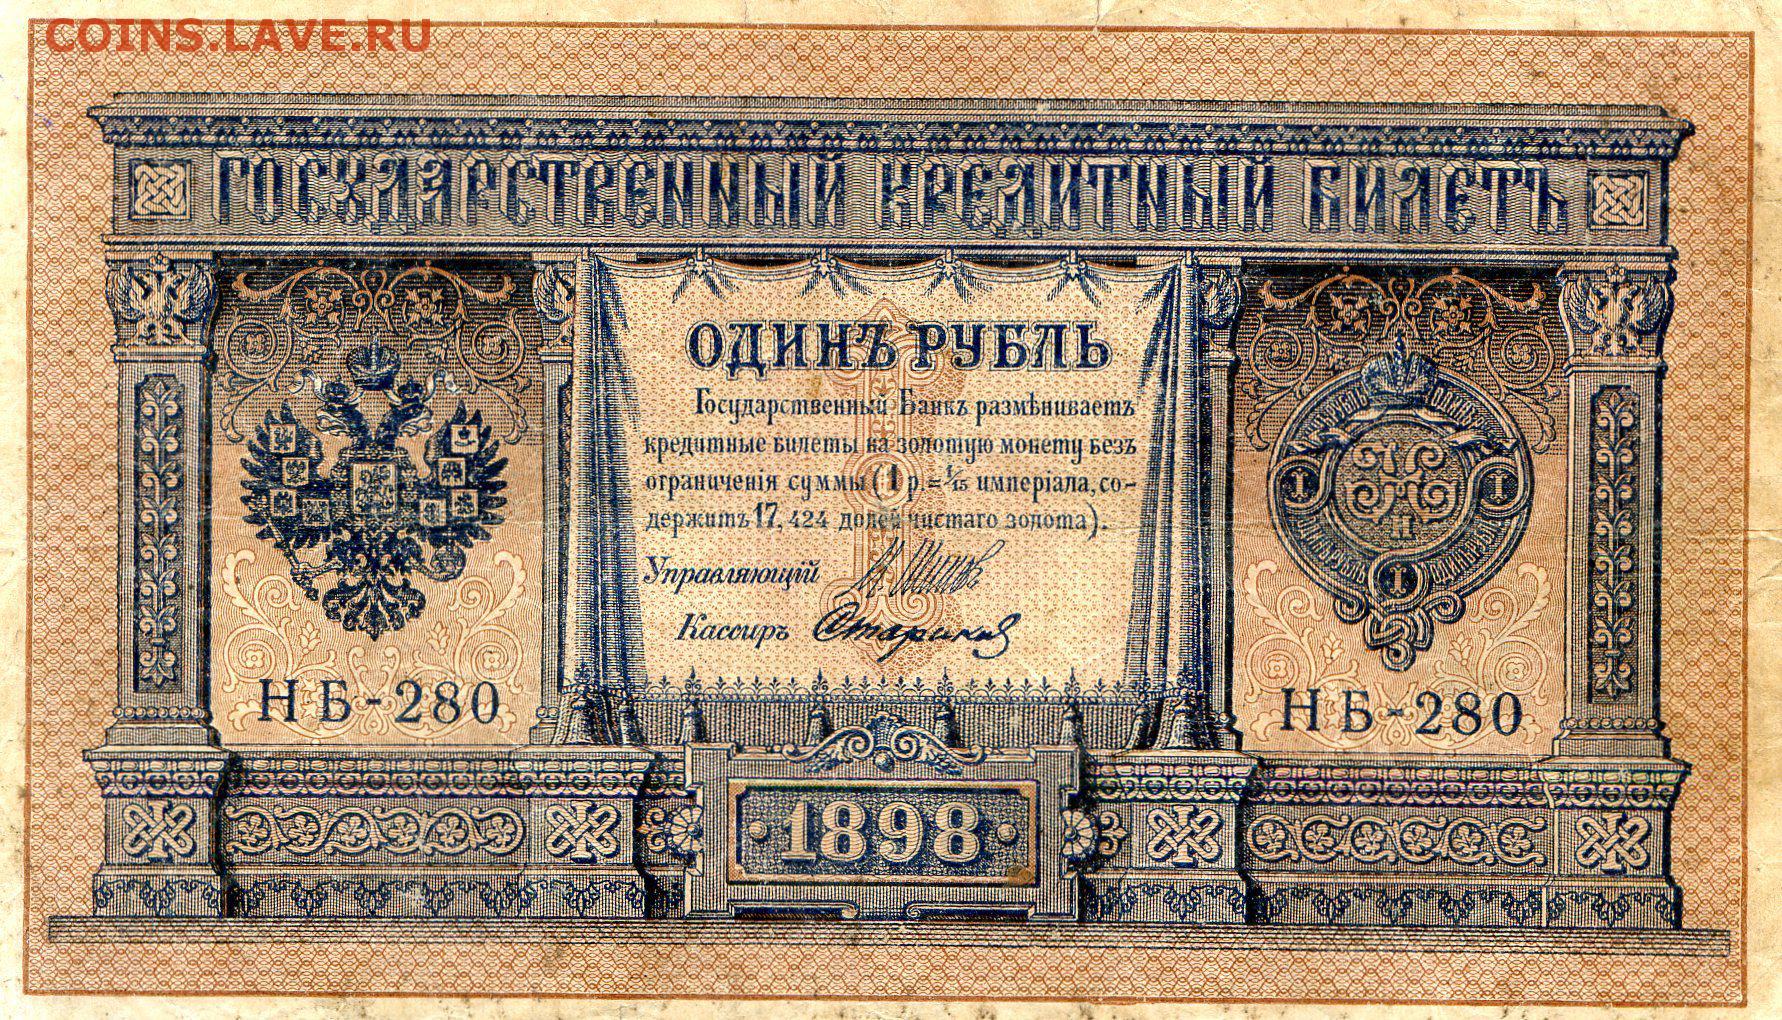 COINS.LAVE.RU
ГОСУДАРСТВЕННЫЙ КРЕДИТНЫЙ БИЛЕТЪ
ОДИНЪ РУБЛЬ
Государственный Банкъ размѣниваетъ
кредитные билеты на золотую монету безъ
ограниченія суммы (1 р. = 1/15 имперіала, со-
держитъ 17,424 долей чистаго золота).
Управляющій
Кассиръ
НБ-280
НБ-280
1898